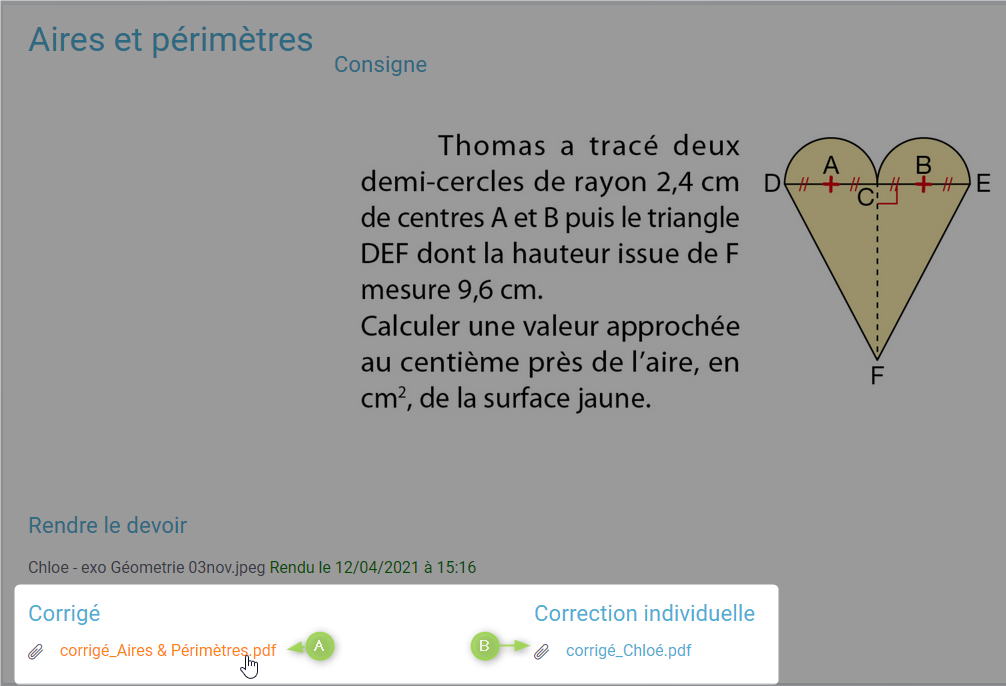 Aires et périmètres
Consigne
Thomas a tracé deux
demi-cercles de rayon 2,4 cm
de centres A et B puis le triangle
DEF dont la hauteur issue de F
mesure 9,6 cm.
Calculer une valeur approchée
au centième près de l'aire, en
cm², de la surface jaune.
A
B
D
C
E
F
Rendre le devoir
Chloe - exo Géometrie 03nov.jpeg Rendu le 12/04/2021 à 15:16
Corrigé
corrigé_Aires & Périmètres.pdf
A
Correction individuelle
B
corrigé_Chloé.pdf